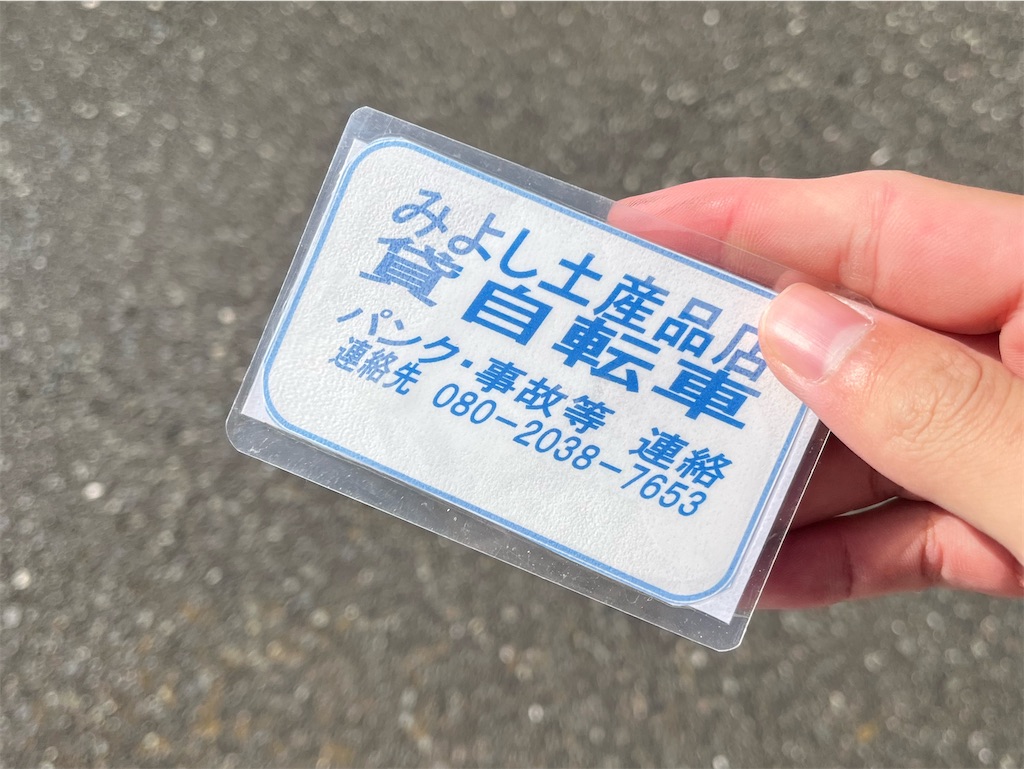 みよし土産品店
貸自転車
パンク・事故等 連絡
連絡先 080-2038-7653